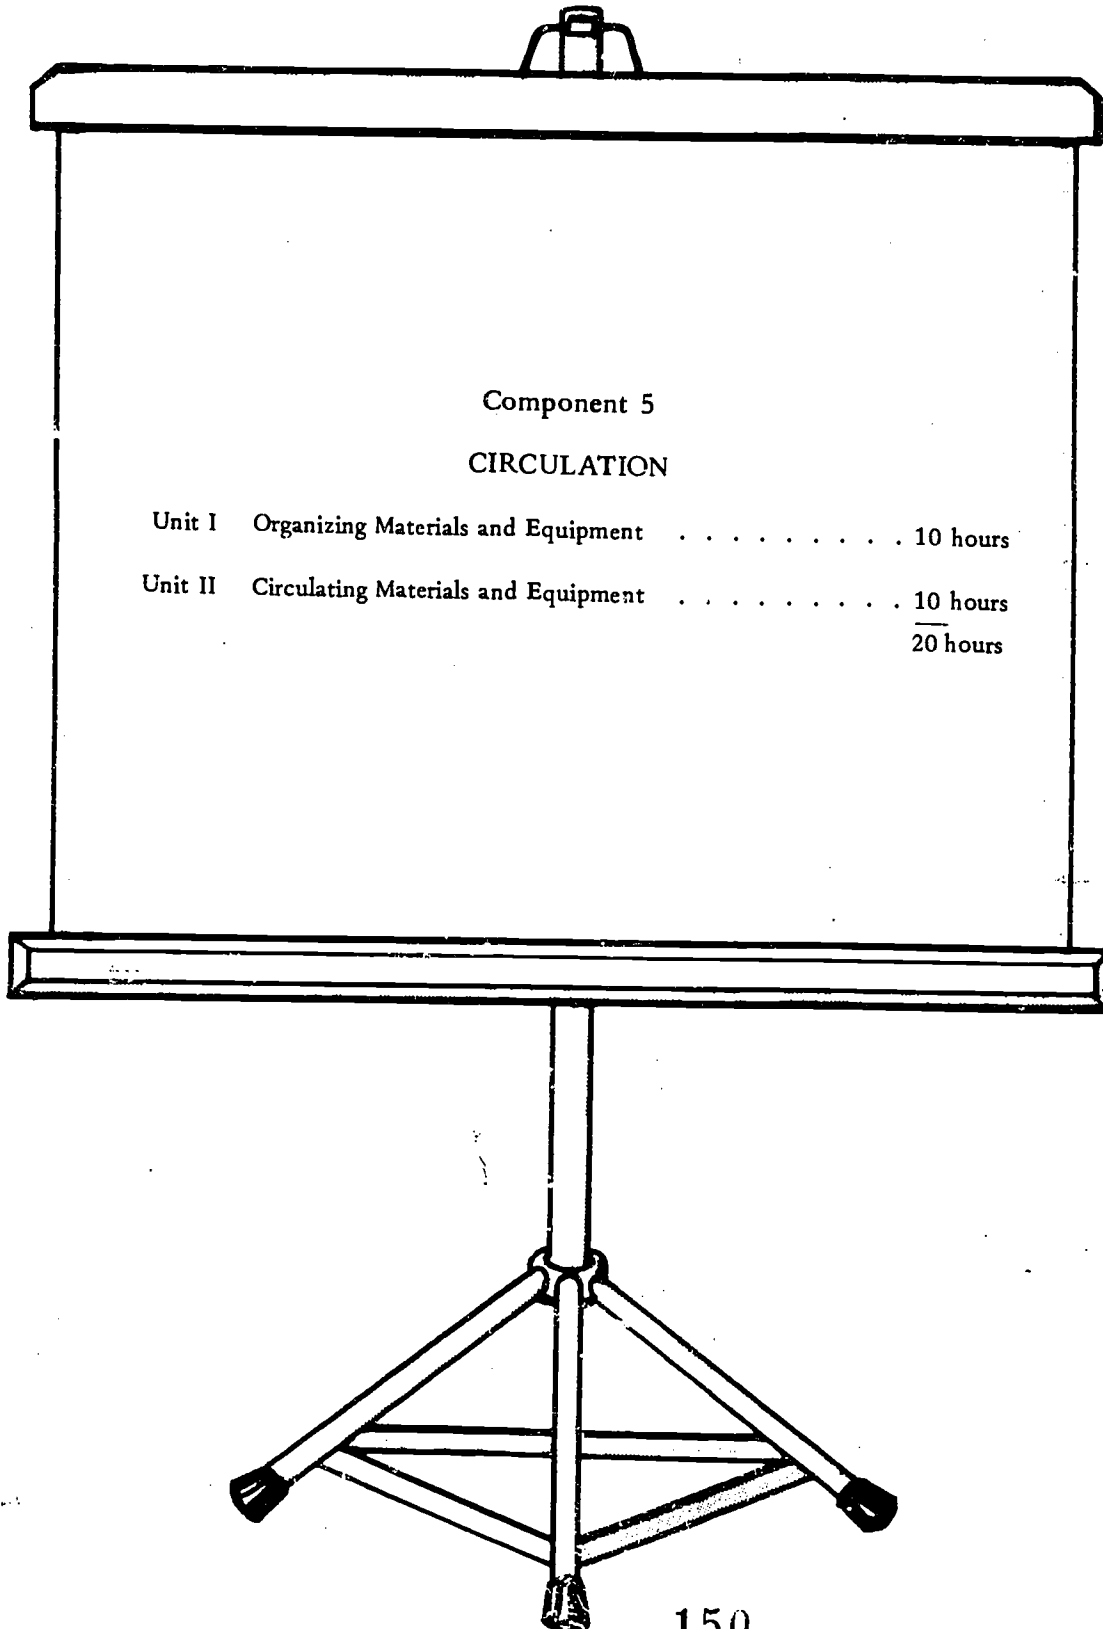 Component 5
CIRCULATION
Unit I Organizing Materials and Equipment . . . . . . . . . 10 hours
Unit II Circulating Materials and Equipment . . . . . . . . . 10 hours
20 hours
150